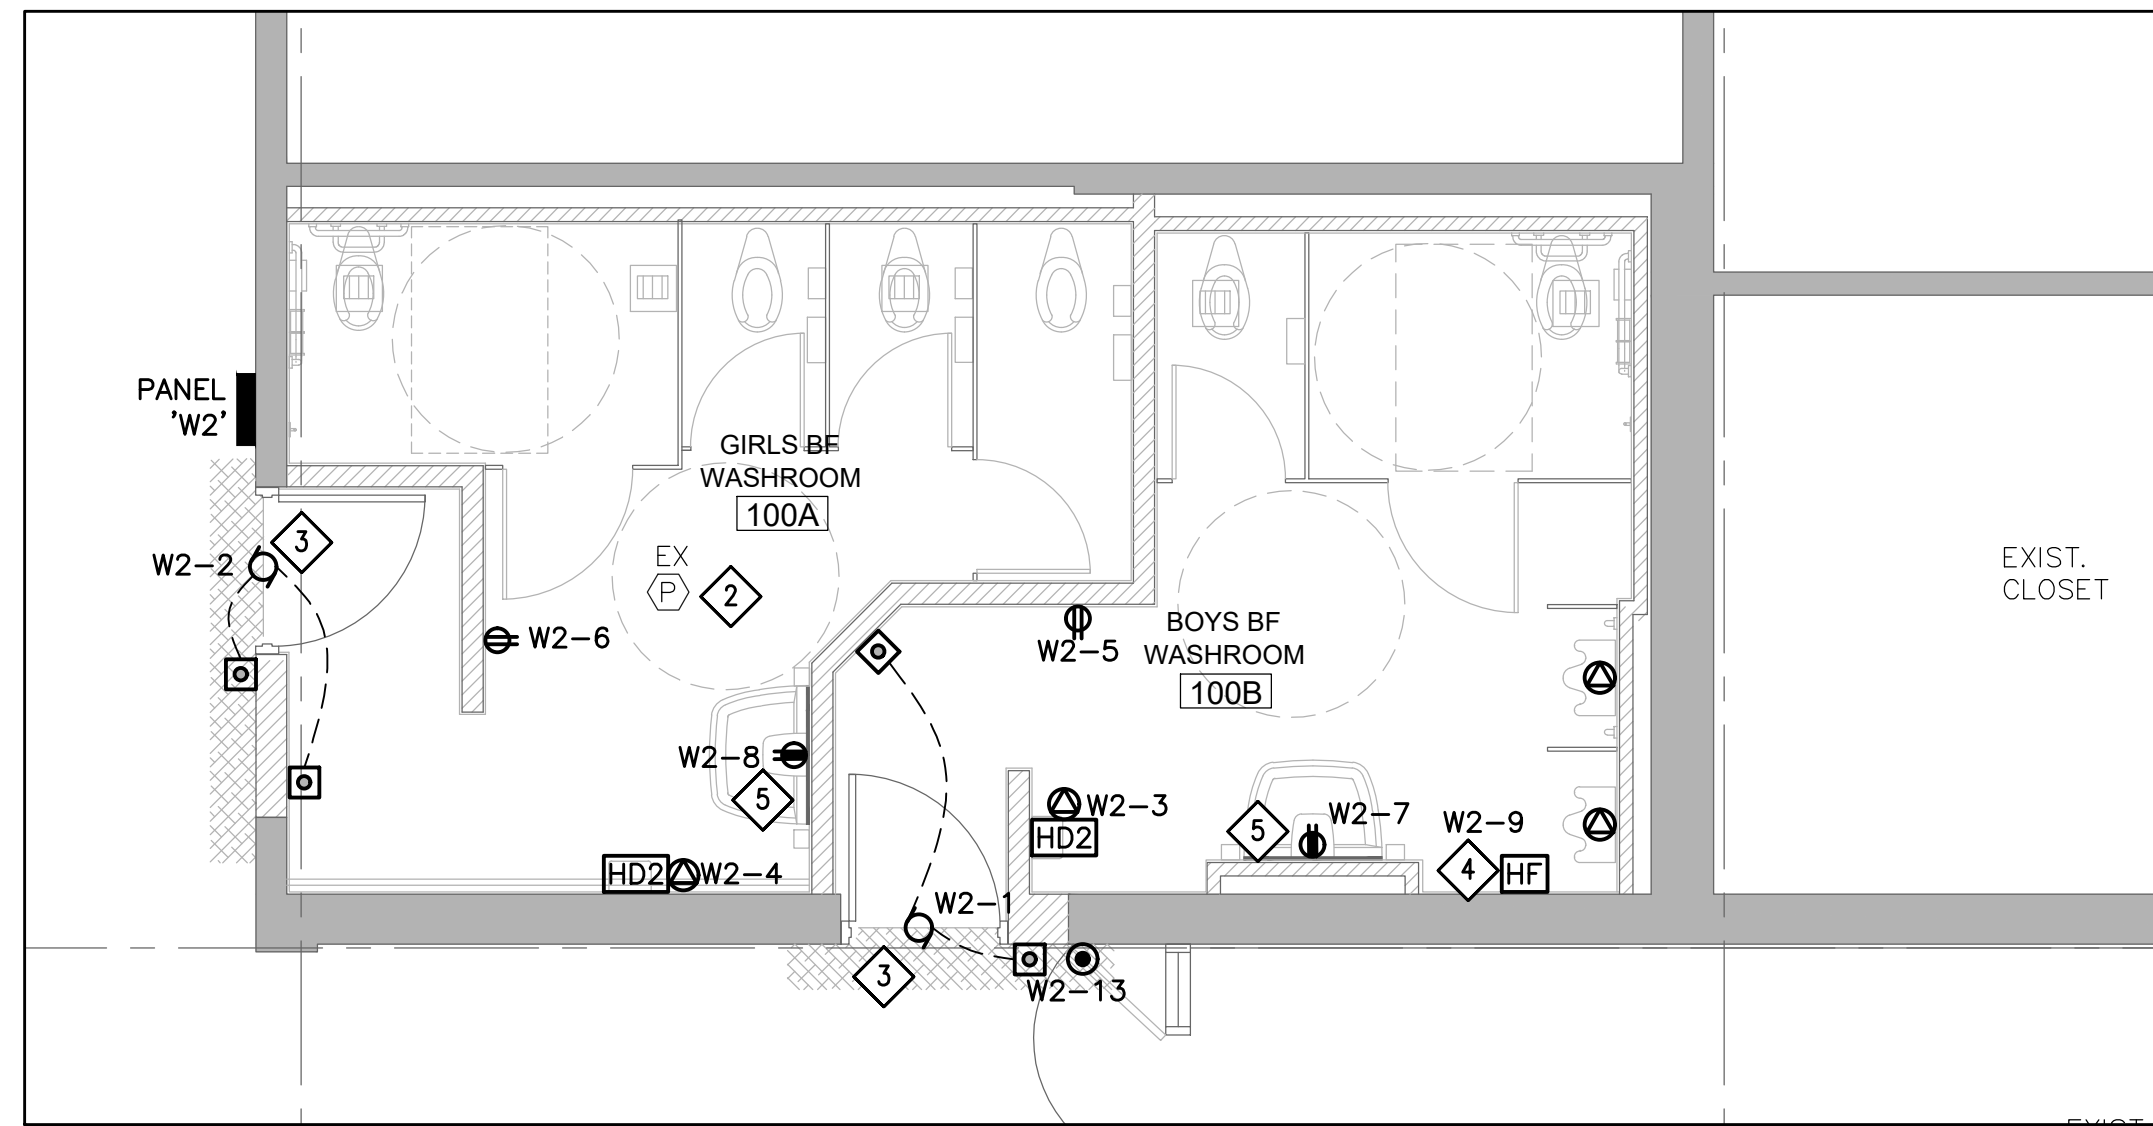 PANEL
'W2'
GIRLS BF
WASHROOM
100A
3
W2-2
EX
P
2
W2-6
EXIST.
CLOSET
W2-5
BOYS BF
WASHROOM
100B
W2-8
5
W2-3
HD2
5
W2-7
W2-9
4
HF
HD2
W2-4
W2-1
3
W2-13